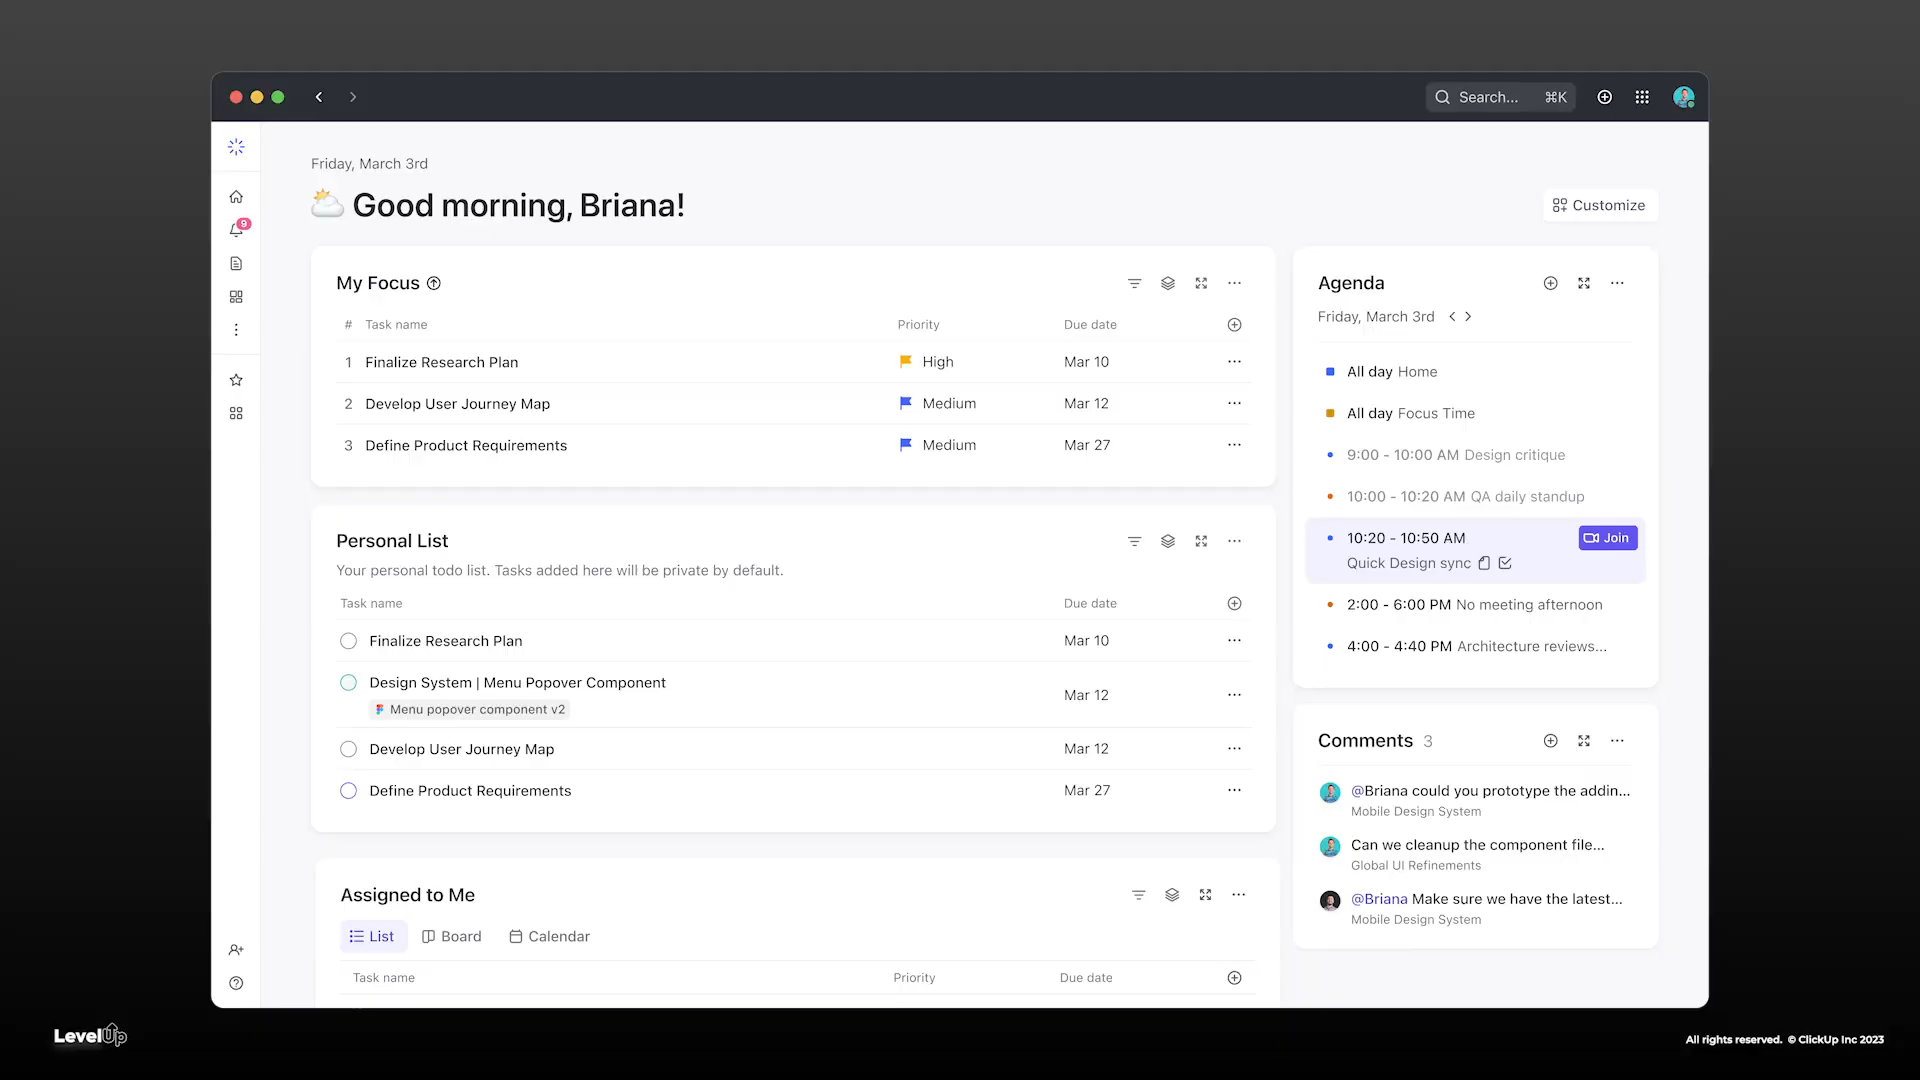 Search... ⌘K
Friday, March 3rd
Good morning, Briana!
Customize
9
My Focus
# Task name Priority Due date
1 Finalize Research Plan High Mar 10
2 Develop User Journey Map Medium Mar 12
3 Define Product Requirements Medium Mar 27
Personal List
Your personal todo list. Tasks added here will be private by default.
Task name Due date
Finalize Research Plan Mar 10
Design System | Menu Popover Component Mar 12
Menu popover component v2
Develop User Journey Map Mar 12
Define Product Requirements Mar 27
Assigned to Me
List Board Calendar
Task name Priority Due date
Agenda
Friday, March 3rd
All day Home
All day Focus Time
9:00 - 10:00 AM Design critique
10:00 - 10:20 AM QA daily standup
10:20 - 10:50 AM Join
Quick Design sync
2:00 - 6:00 PM No meeting afternoon
4:00 - 4:40 PM Architecture reviews...
Comments 3
@Briana could you prototype the addin...
Mobile Design System
Can we cleanup the component file...
Global UI Refinements
@Briana Make sure we have the latest...
Mobile Design System
LevelUp
All rights reserved. © ClickUp Inc 2023